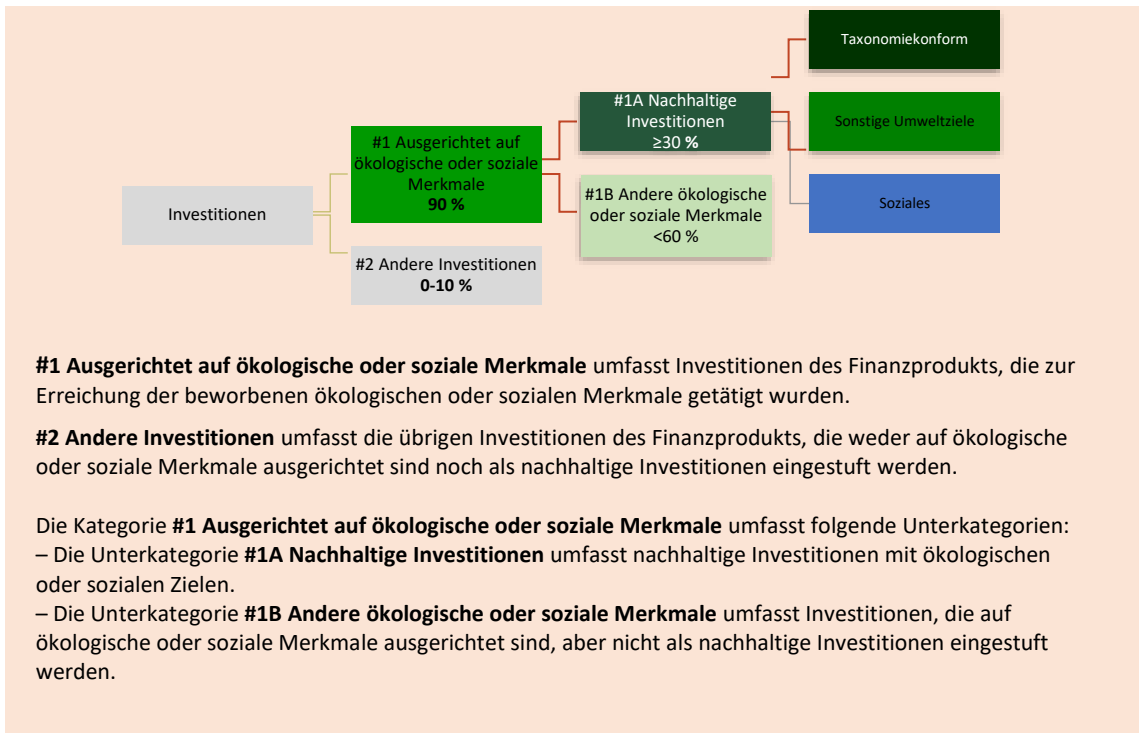 Investitionen
#1 Ausgerichtet auf
ökologische oder soziale
Merkmale
90 %
#2 Andere Investitionen
0-10 %
#1A Nachhaltige
Investitionen
≥30 %
#1B Andere ökologische
oder soziale Merkmale
<60 %
Taxonomiekonform
Sonstige Umweltziele
Soziales
#1 Ausgerichtet auf ökologische oder soziale Merkmale umfasst Investitionen des Finanzprodukts, die zur
Erreichung der beworbenen ökologischen oder sozialen Merkmale getätigt wurden.
#2 Andere Investitionen umfasst die übrigen Investitionen des Finanzprodukts, die weder auf ökologische
oder soziale Merkmale ausgerichtet sind noch als nachhaltige Investitionen eingestuft werden.
Die Kategorie #1 Ausgerichtet auf ökologische oder soziale Merkmale umfasst folgende Unterkategorien:
– Die Unterkategorie #1A Nachhaltige Investitionen umfasst nachhaltige Investitionen mit ökologischen
oder sozialen Zielen.
– Die Unterkategorie #1B Andere ökologische oder soziale Merkmale umfasst Investitionen, die auf
ökologische oder soziale Merkmale ausgerichtet sind, aber nicht als nachhaltige Investitionen eingestuft
werden.